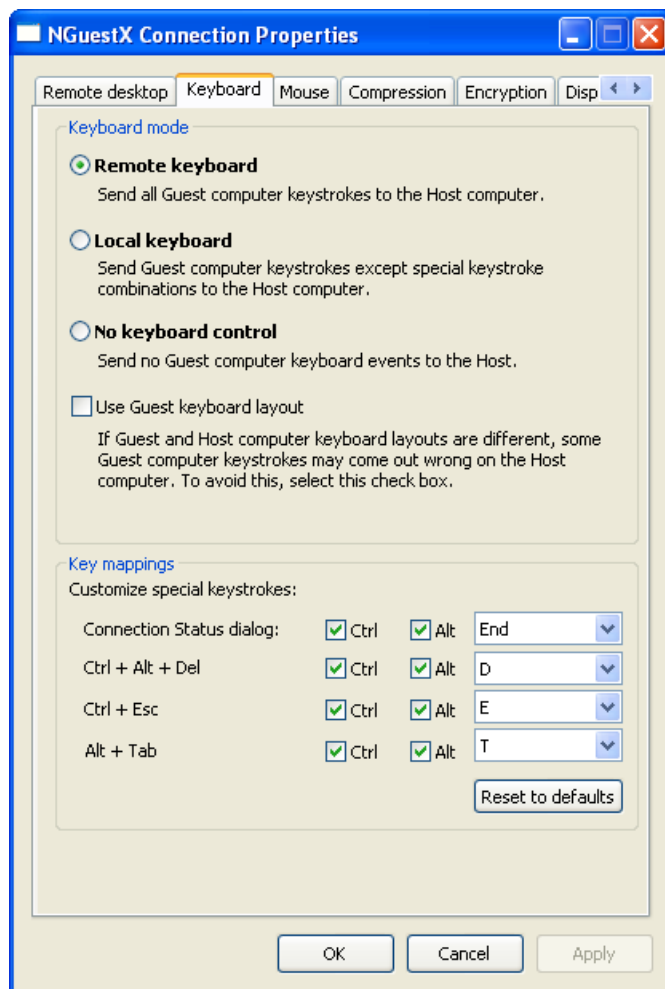 NGuestX Connection Properties
Remote desktop Keyboard Mouse Compression Encryption Disp
Keyboard mode
Remote keyboard
Send all Guest computer keystrokes to the Host computer.
Local keyboard
Send Guest computer keystrokes except special keystroke
combinations to the Host computer.
No keyboard control
Send no Guest computer keyboard events to the Host.
Use Guest keyboard layout
If Guest and Host computer keyboard layouts are different, some
Guest computer keystrokes may come out wrong on the Host
computer. To avoid this, select this check box.
Key mappings
Customize special keystrokes:
Connection Status dialog: Ctrl Alt End
Ctrl + Alt + Del Ctrl Alt D
Ctrl + Esc Ctrl Alt E
Alt + Tab Ctrl Alt T
Reset to defaults
OK Cancel Apply